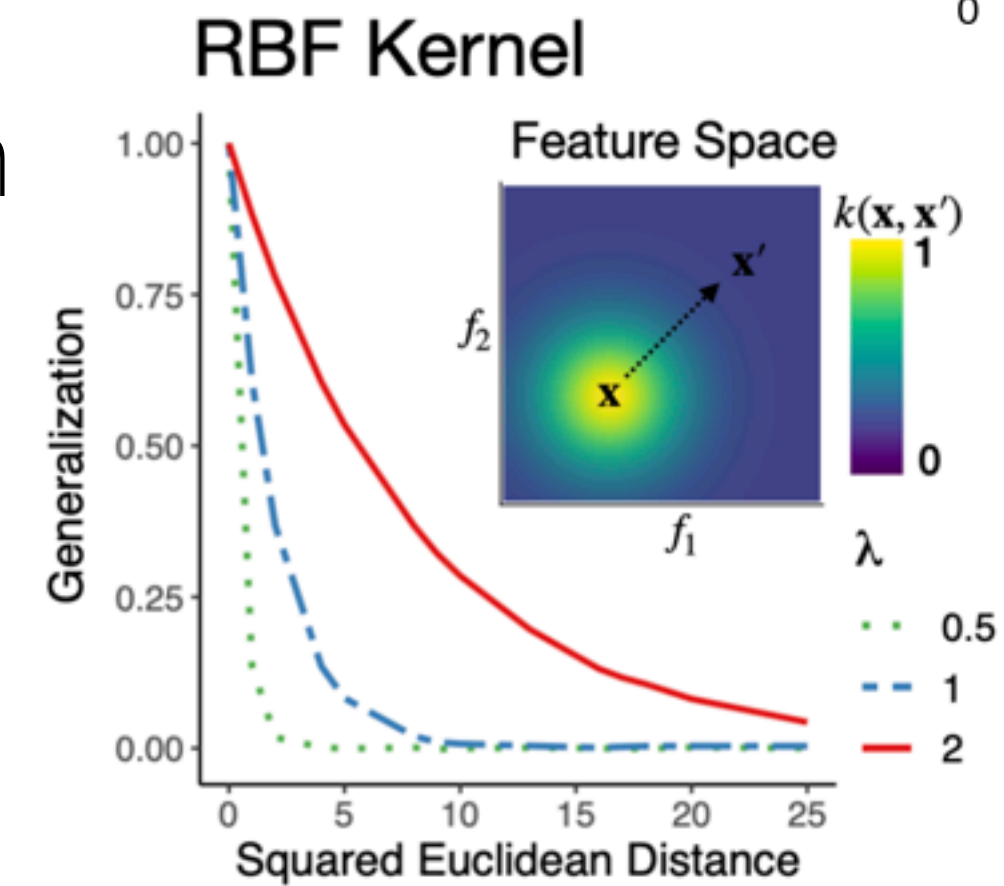 0
n
RBF Kernel
Feature Space
1.00
0.75
0.50
0.25
0.00
Generalization
f2
x
x′
f1
k(x, x′)
1
0
λ
0.5
1
2
0 5 10 15 20 25
Squared Euclidean Distance